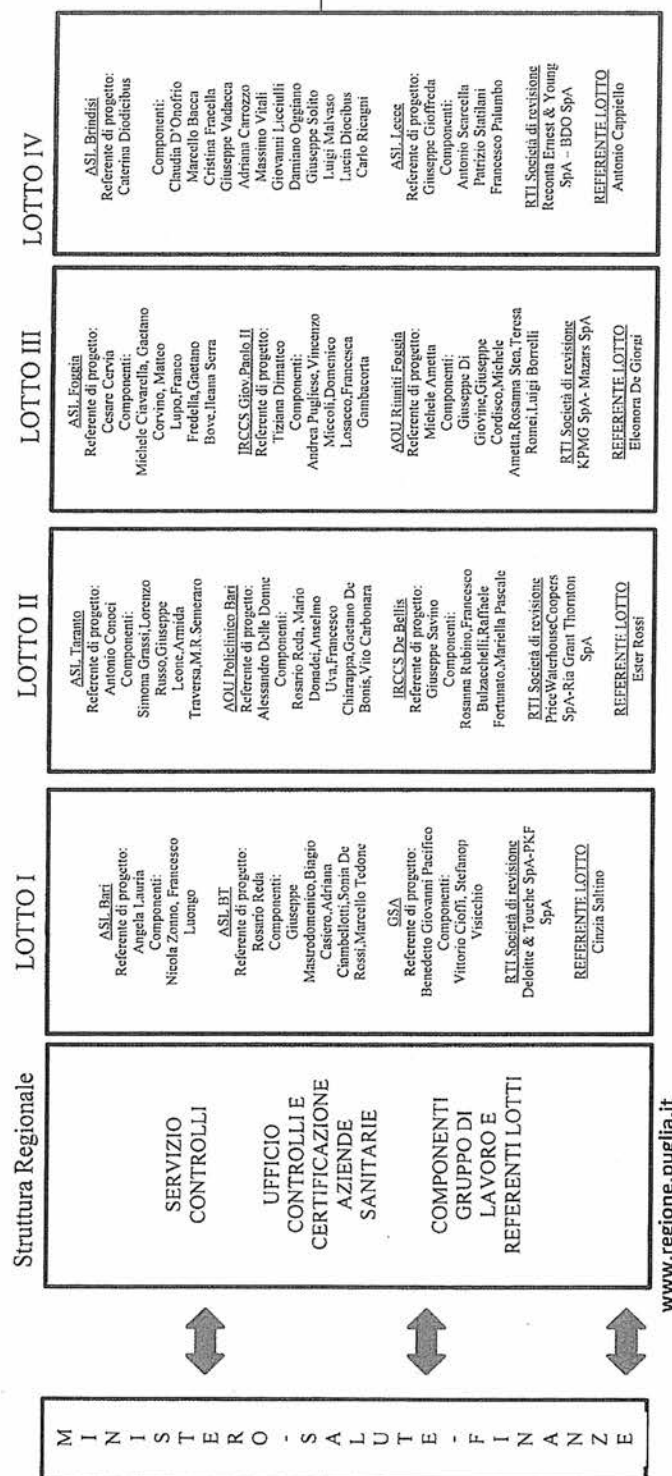 MINISTERO-SALUTE-FINANZE
Struttura Regionale
SERVIZIO
CONTROLLI
UFFICIO
CONTROLLI E
CERTIFICAZIONE
AZIENDE
SANITARIE
COMPONENTI
GRUPPO DI
LAVORO E
REFERENTI LOTTI
LOTTO I
ASL Bari
Referente di progetto:
Angela Lauria
Componenti:
Nicola Zonno, Francesco
Luongo
ASL BT
Referente di progetto:
Rosario Reda
Componenti:
Giuseppe
Mastrodomenico,Biagio
Casiero,Adriana
Ciambellotti,Sonia De
Rossi,Marcello Tedone
GSA
Referente di progetto:
Benedetto Giovanni Pacifico
Componenti:
Vittorio Cioffi, Stefanop
Visicchio
RTI Società di revisione
Deloitte & Touche SpA-PKF
SpA
REFERENTE LOTTO
Cinzia Saltino
LOTTO II
ASL Taranto
Referente di progetto:
Antonio Conoci
Componenti:
Simona Grassi,Lorenzo
Russo,Giuseppe
Leone,Armida
Traversa,M.R.Semeraro
AOU Policlinico Bari
Referente di progetto:
Alessandro Delle Donne
Componenti:
Rosario Reda, Mario
Donadei,Anselmo
Uva,Francesco
Chiarappa,Gaetano De
Bonis,Vito Carbonara
IRCCS De Bellis
Referente di progetto:
Giuseppe Savino
Componenti:
Rosanna Rubino,Francesco
Bulzacchelli,Raffaele
Fortunato,Mariella Pascale
RTI Società di revisione
PriceWaterhouseCoopers
SpA-Ria Grant Thornton
SpA
REFERENTE LOTTO
Ester Rossi
LOTTO III
ASL Foggia
Referente di progetto:
Cesare Cervia
Componenti:
Michele Ciavarella, Gaetano
Corvino, Matteo
Lupo,Franco
Fredella,Gaetano
Bove,Ileana Serra
IRCCS Giov.Paolo II
Referente di progetto:
Tiziana Dimatteo
Componenti:
Andrea Pugliese,Vincenzo
Miccoli,Domenico
Losacco,Francesca
Gambacorta
AOU Riuniti Foggia
Referente di progetto:
Michele Ametta
Componenti:
Giuseppe Di
Giovine,Giuseppe
Cordisco,Michele
Ametta,Rosanna Stea,Teresa
Romei,Luigi Borrelli
RTI Società di revisione
KPMG SpA- Mazars SpA
REFERENTE LOTTO
Eleonora De Giorgi
LOTTO IV
ASL Brindisi
Referente di progetto:
Caterina Diodicibus
Componenti:
Claudia D'Onofrio
Marcello Bacca
Cristina Fracella
Giuseppe Vadacca
Adriana Carrozzo
Massimo Vitali
Giovanni Licciulli
Damiano Oggiano
Giuseppe Solito
Luigi Malvaso
Lucia Diocibus
Carlo Ricagni
ASL Lecce
Referente di progetto:
Giuseppe Gioffreda
Componenti:
Antonio Scarcella
Patrizio Statilani
Francesco Palumbo
RTI Società di revisione
Reconta Ernest & Young
SpA – BDO SpA
REFERENTE LOTTO
Antonio Cappiello
www.regione.puglia.it